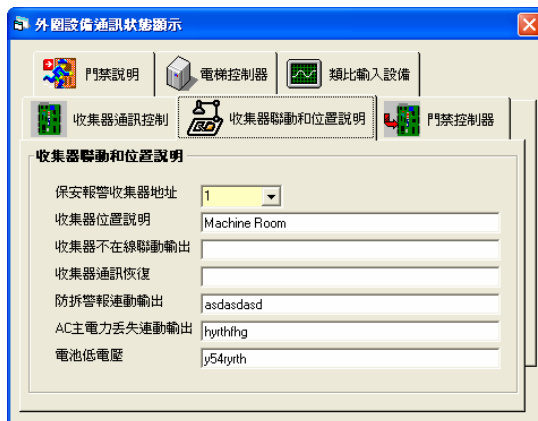 外圍設備通訊狀態顯示
門禁說明
電梯控制器
類比輸入設備
收集器通訊控制
收集器聯動和位置說明
門禁控制器
收集器聯動和位置說明
保安報警收集器地址 1
收集器位置說明 Machine Room
收集器不在線聯動輸出
收集器通訊恢復
防拆警報連動輸出 asdasdasd
AC主電力丟失連動輸出 hyrthfhg
電池低電壓 y54ryrth